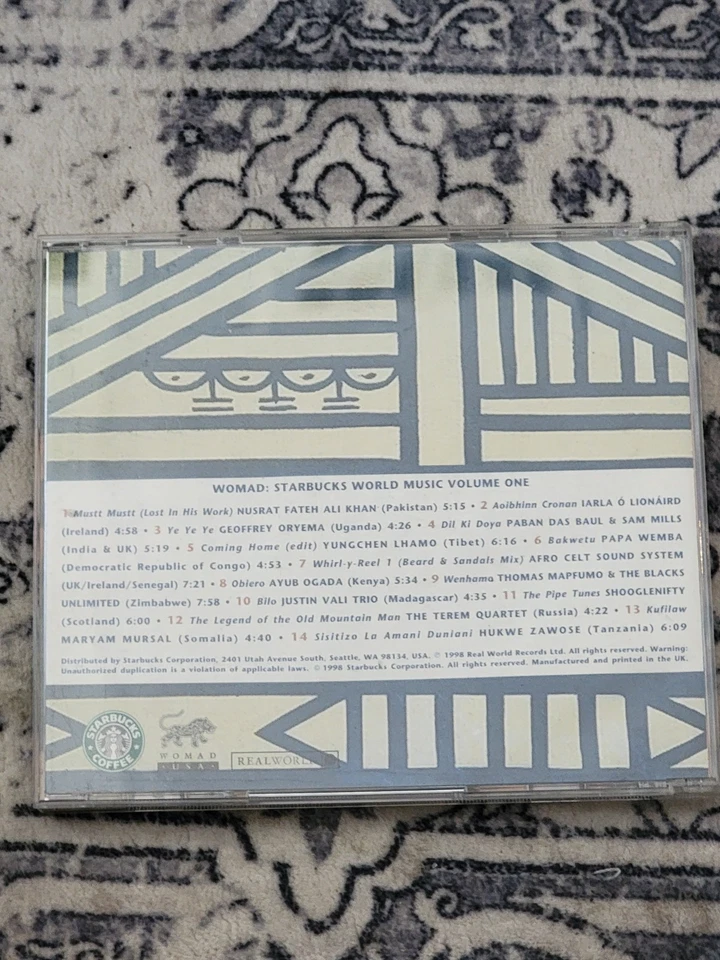 WOMAD: STARBUCKS WORLD MUSIC VOLUME ONE
1 Mustt Mustt (Lost In His Work) NUSRAT FATEH ALI KHAN (Pakistan) 5:15 • 2 Aoibhinn Cronan IARLA Ó LIONÁIRD
(Ireland) 4:58 • 3 Ye Ye Ye GEOFFREY ORYEMA (Uganda) 4:26 • 4 Dil Ki Doya PABAN DAS BAUL & SAM MILLS
(India & UK) 5:19 • 5 Coming Home (edit) YUNGCHEN LHAMO (Tibet) 6:16 • 6 Bakwetu PAPA WEMBA
(Democratic Republic of Congo) 4:53 • 7 Whirl-y-Reel 1 (Beard & Sandals Mix) AFRO CELT SOUND SYSTEM
(UK/Ireland/Senegal) 7:21 • 8 Obiero AYUB OGADA (Kenya) 5:34 • 9 Wenhamo THOMAS MAPFUMO & THE BLACKS
UNLIMITED (Zimbabwe) 7:58 • 10 Bilo JUSTIN VALI TRIO (Madagascar) 4:35 • 11 The Pipe Tunes SHOOGLENIFTY
(Scotland) 6:00 • 12 The Legend of the Old Mountain Man THE TEREM QUARTET (Russia) 4:22 • 13 Kufilaw
MARYAM MURSAL (Somalia) 4:40 • 14 Sisitizo La Amani Duniani HUKWE ZAWOSE (Tanzania) 6:09
Distributed by Starbucks Corporation, 2401 Utah Avenue South, Seattle, WA 98134, USA. ℗ 1998 Real World Records Ltd. All rights reserved. Warning:
Unauthorized duplication is a violation of applicable laws. © 1998 Starbucks Corporation. All rights reserved. Manufactured and printed in the UK.
STARBUCKS
COFFEE
WOMAD
USA
REALWORLD